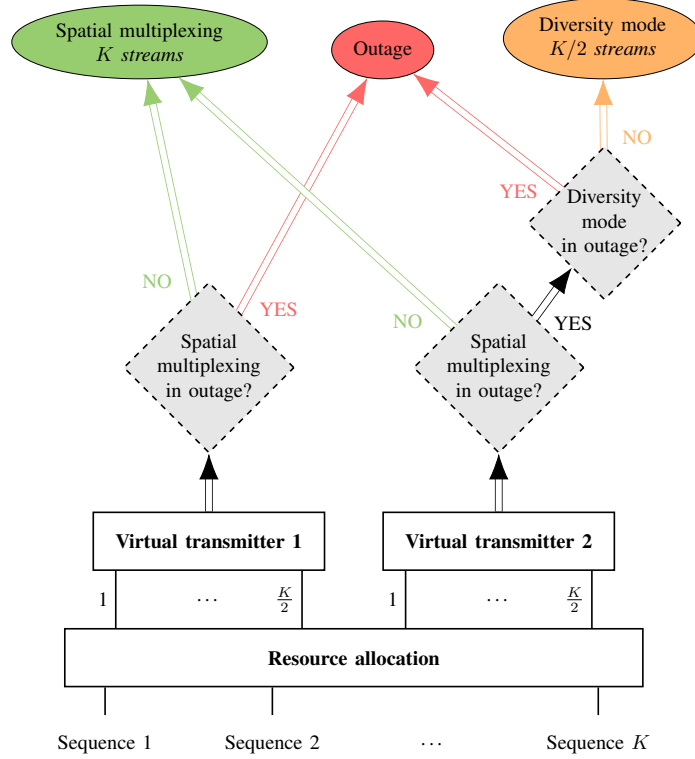 Spatial multiplexing
K streams
Outage
Diversity mode
K/2 streams
NO
YES
Diversity
mode
in outage?
NO
YES
NO
YES
Spatial
multiplexing
in outage?
Spatial
multiplexing
in outage?
Virtual transmitter 1
Virtual transmitter 2
1 ... K/2 1 ... K/2
Resource allocation
Sequence 1 Sequence 2 ... Sequence K